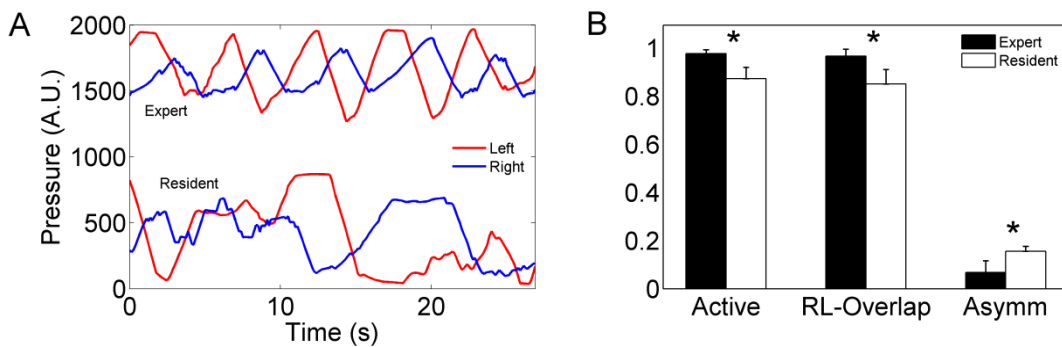 A
Pressure (A.U.)
2000
1500
1000
500
0
Expert
Left
Right
Resident
0
10
20
Time (s)
B
1
0.8
0.6
0.4
0.2
0
*
*
*
Expert
Resident
Active
RL-Overlap
Asymm